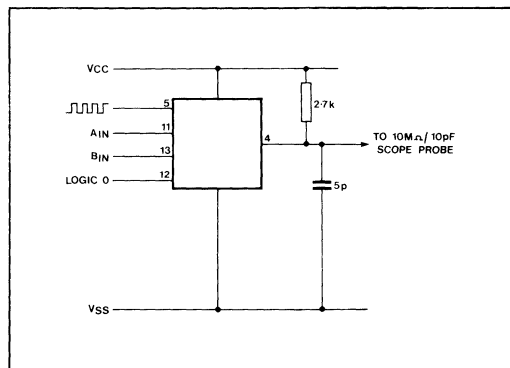 VCC
5
2·7k
AIN
11
4
BIN
13
TO 10MΩ/10pF
SCOPE PROBE
LOGIC 0
12
5p
VSS